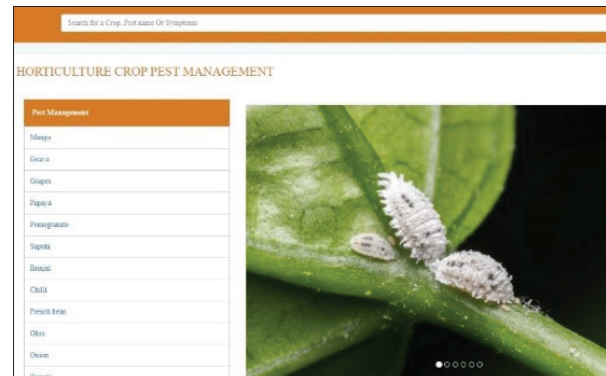 Search for a Crop, Pest name Or Symptoms
HORTICULTURE CROP PEST MANAGEMENT
Pest Management
Mango
Guava
Grapes
Papaya
Pomegranate
Sapota
Brinjal
Chilli
French bean
Okra
Onion